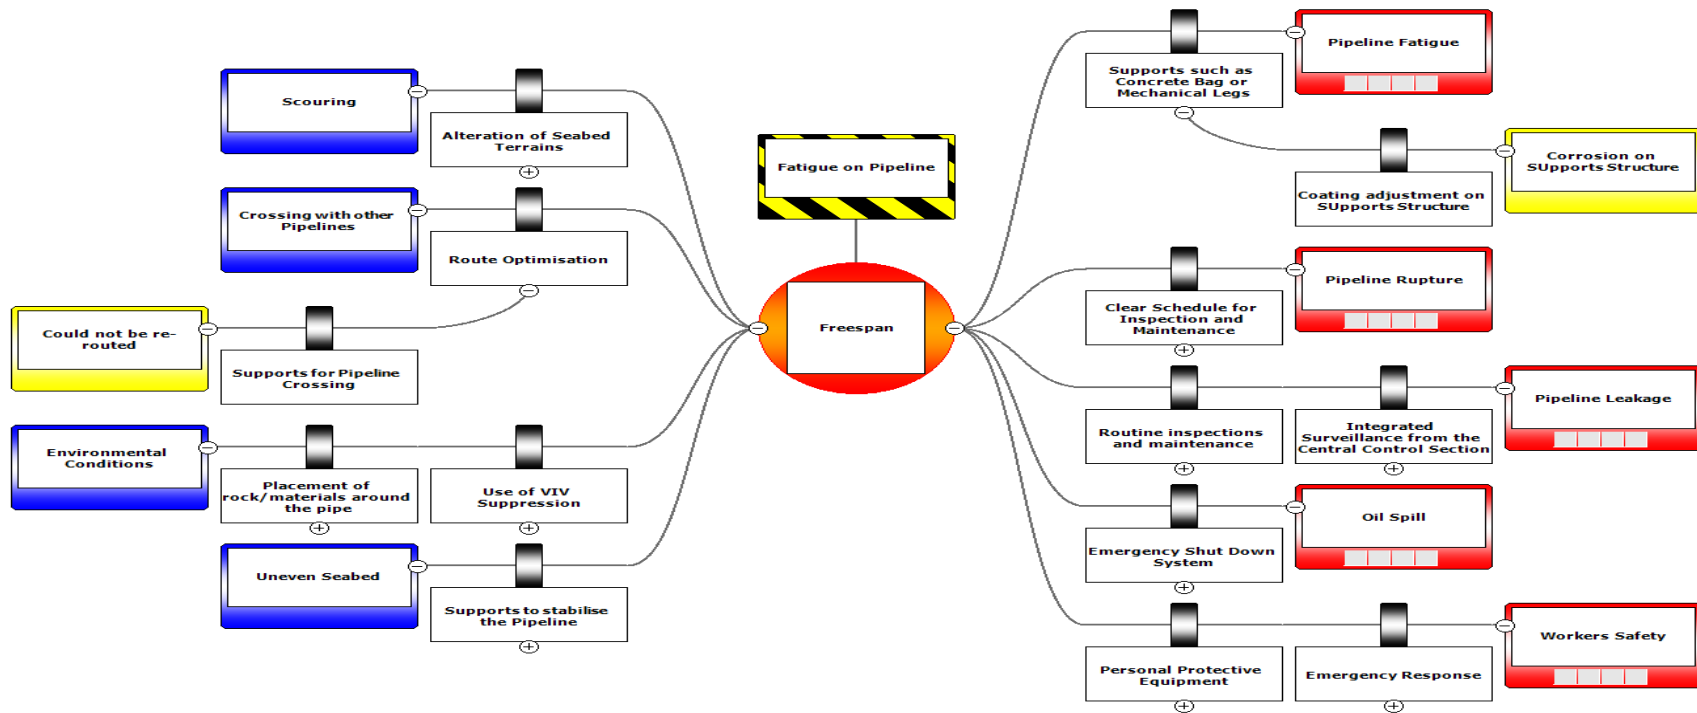 Scouring
Alteration of Seabed
Terrains
Crossing with other
Pipelines
Route Optimisation
Could not be re-
routed
Supports for Pipeline
Crossing
Environmental
Conditions
Placement of
rock/materials around
the pipe
Use of VIV
Suppression
Uneven Seabed
Supports to stabilise
the Pipeline
Fatigue on Pipeline
Freespan
Supports such as
Concrete Bag or
Mechanical Legs
Pipeline Fatigue
Coating adjustment on
SUpports Structure
Corrosion on
SUpports Structure
Clear Schedule for
Inspection and
Maintenance
Pipeline Rupture
Routine inspections
and maintenance
Integrated
Surveillance from the
Central Control Section
Pipeline Leakage
Emergency Shut Down
System
Oil Spill
Personal Protective
Equipment
Emergency Response
Workers Safety